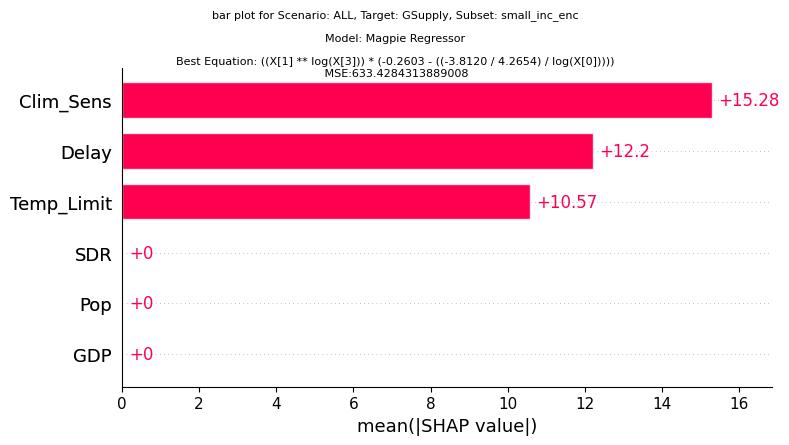 bar plot for Scenario: ALL, Target: GSupply, Subset: small_inc_enc
Model: Magpie Regressor
Best Equation: ((X[1] ** log(X[3])) * (-0.2603 - ((-3.8120 / 4.2654) / log(X[0]))))
MSE:633.4284313889008
Clim_Sens
+15.28
Delay
+12.2
Temp_Limit
+10.57
SDR
+0
Pop
+0
GDP
+0
0 2 4 6 8 10 12 14 16
mean(|SHAP value|)